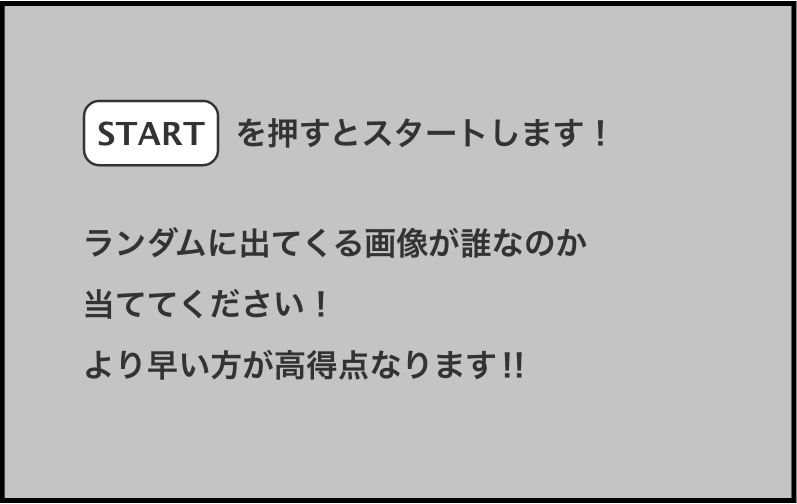 START を押すとスタートします！
ランダムに出てくる画像が誰なのか
当ててください！
より早い方が高得点なります!!